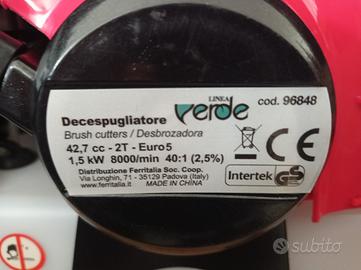 LINEA
verde
cod. 96848
Decespugliatore
Brush cutters / Desbrozadora
42,7 cc - 2T - Euro5
1,5 kW 8000/min 40:1 (2,5%)
Distribuzione Ferritalia Soc. Coop.
Via Longhin, 71 - 35129 Padova (Italy)
www.ferritalia.it MADE IN CHINA
CE
Intertek GS
subito